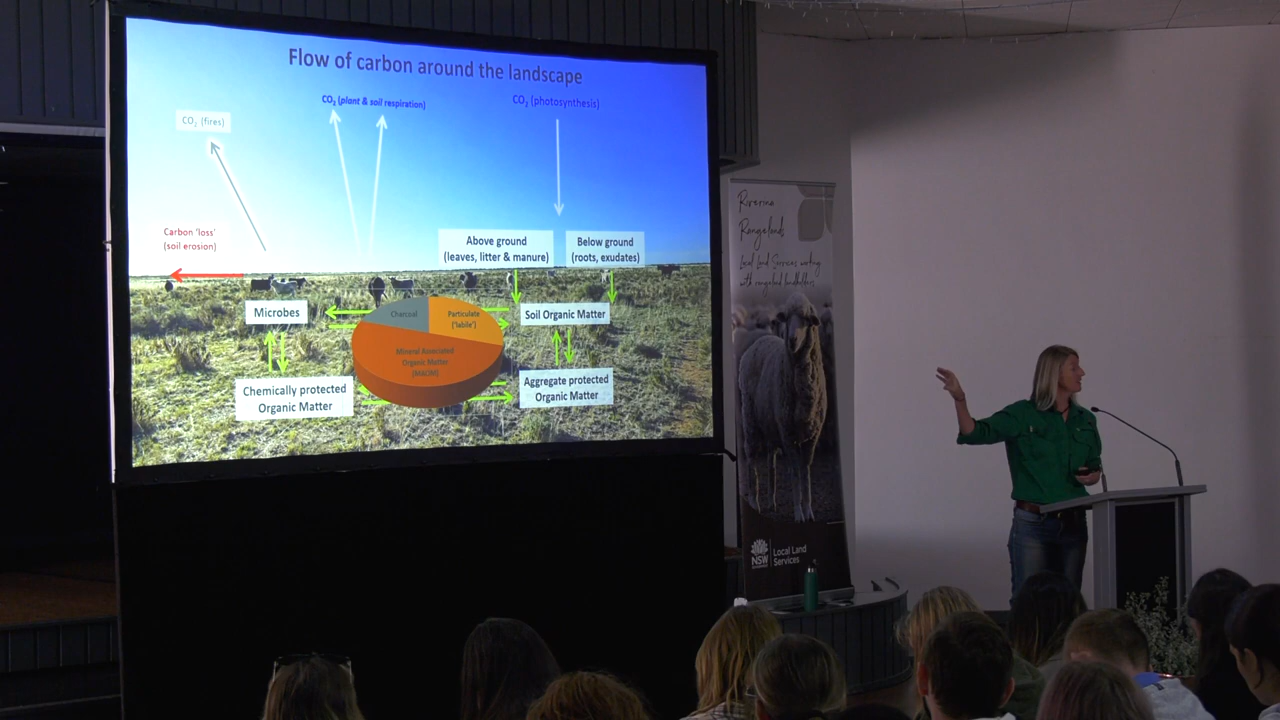 Flow of carbon around the landscape
CO₂ (plant & soil respiration)
CO₂ (photosynthesis)
CO₂ (fires)
Carbon 'loss'
(soil erosion)
Above ground
(leaves, litter & manure)
Below ground
(roots, exudates)
Microbes
Charcoal
Particulate
('labile')
Soil Organic Matter
Mineral Associated
Organic Matter
(MAOM)
Chemically protected
Organic Matter
Aggregate protected
Organic Matter
Riverina
Rangelands
Local Land Services working
with rangeland landholders
NSW
Local Land
Services